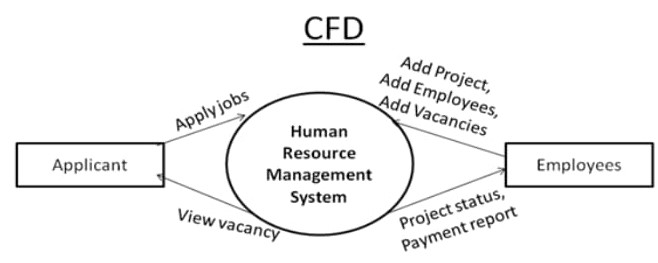 CFD
Apply jobs
Add Project,
Add Employees,
Add Vacancies
Applicant
Human
Resource
Management
System
Employees
View vacancy
Project status,
Payment report